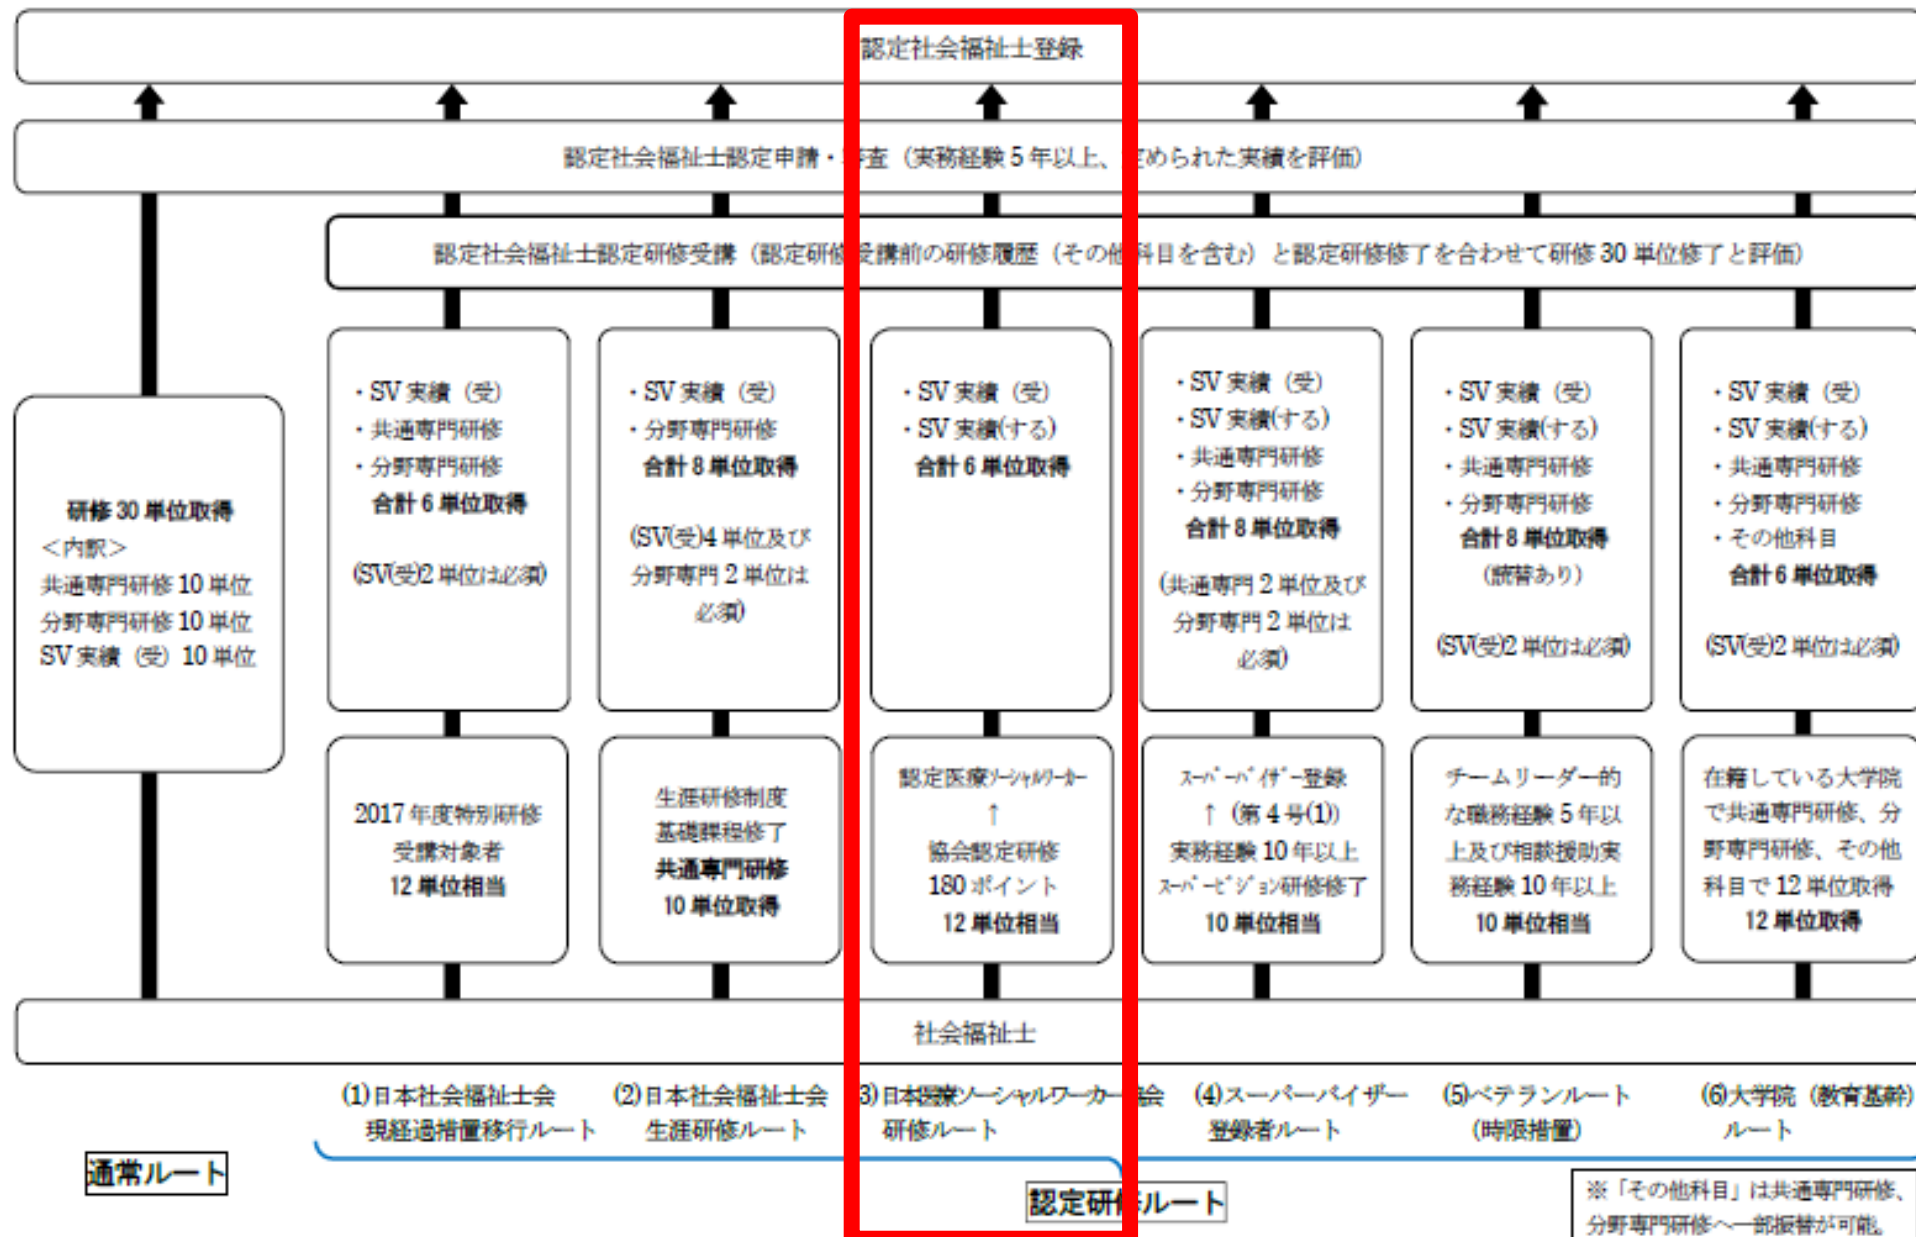 認定社会福祉士登録
認定社会福祉士認定申請・審査（実務経験5年以上、定められた実績を評価）
認定社会福祉士認定研修受講（認定研修受講前の研修履歴（その他科目を含む）と認定研修修了を合わせて研修30単位修了と評価）
研修30単位取得
＜内訳＞
共通専門研修10単位
分野専門研修10単位
SV実績（受）10単位
・SV実績（受）
・共通専門研修
・分野専門研修
合計6単位取得
(SV(受)2単位は必須)
・SV実績（受）
・分野専門研修
合計8単位取得
(SV(受)4単位及び
分野専門2単位は
必須)
・SV実績（受）
・SV実績(する)
合計6単位取得
・SV実績（受）
・SV実績(する)
・共通専門研修
・分野専門研修
合計8単位取得
(共通専門2単位及び
分野専門2単位は
必須)
・SV実績（受）
・SV実績(する)
・共通専門研修
・分野専門研修
合計8単位取得
（読替あり）
(SV(受)2単位は必須)
・SV実績（受）
・SV実績(する)
・共通専門研修
・分野専門研修
・その他科目
合計6単位取得
(SV(受)2単位は必須)
2017年度特別研修
受講対象者
12単位相当
生涯研修制度
基礎課程修了
共通専門研修
10単位取得
認定医療ｿｰｼｬﾙﾜｰｶｰ
↑
協会認定研修
180ポイント
12単位相当
ｽｰﾊﾟｰﾊﾞｲｻﾞｰ登録
↑（第4号(1)）
実務経験10年以上
ｽｰﾊﾟｰﾋﾞｼﾞｮﾝ研修修了
10単位相当
チームリーダー的
な職務経験5年以
上及び相談援助実
務経験10年以上
10単位相当
在籍している大学院
で共通専門研修、分
野専門研修、その他
科目で12単位取得
12単位取得
社会福祉士
(1)日本社会福祉士会
現経過措置移行ルート
(2)日本社会福祉士会
生涯研修ルート
3)日本医療ソーシャルワーカー協会
研修ルート
(4)スーパーバイザー
登録者ルート
(5)ベテランルート
（時限措置）
(6)大学院（教育基幹）
ルート
通常ルート
認定研修ルート
※「その他科目」は共通専門研修、
分野専門研修へ一部振替が可能。